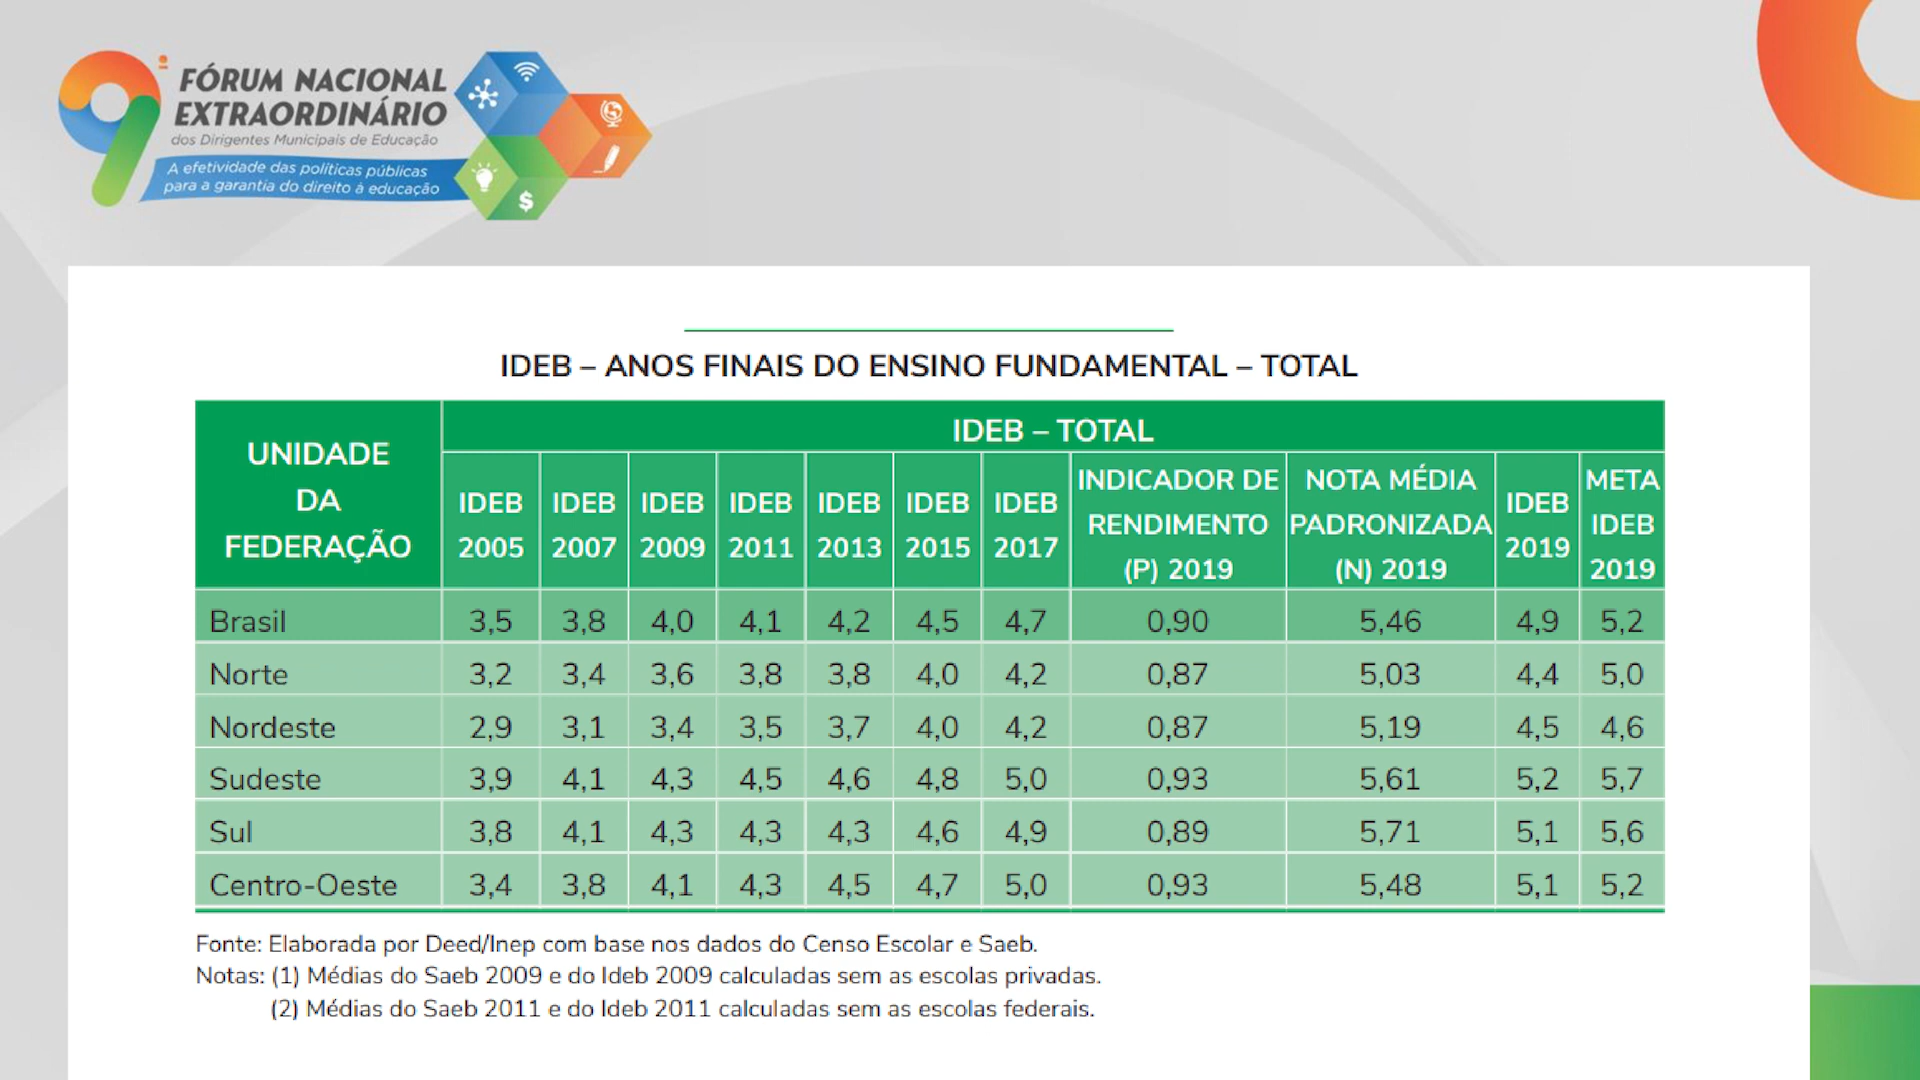 9º FÓRUM NACIONAL
EXTRAORDINÁRIO
dos Dirigentes Municipais de Educação
A efetividade das políticas públicas
para a garantia do direito à educação
$
IDEB – ANOS FINAIS DO ENSINO FUNDAMENTAL – TOTAL
UNIDADE DA FEDERAÇÃO
IDEB – TOTAL
IDEB 2005 IDEB 2007 IDEB 2009 IDEB 2011 IDEB 2013 IDEB 2015 IDEB 2017 INDICADOR DE RENDIMENTO (P) 2019 NOTA MÉDIA PADRONIZADA (N) 2019 IDEB 2019 META IDEB 2019
Brasil 3,5 3,8 4,0 4,1 4,2 4,5 4,7 0,90 5,46 4,9 5,2
Norte 3,2 3,4 3,6 3,8 3,8 4,0 4,2 0,87 5,03 4,4 5,0
Nordeste 2,9 3,1 3,4 3,5 3,7 4,0 4,2 0,87 5,19 4,5 4,6
Sudeste 3,9 4,1 4,3 4,5 4,6 4,8 5,0 0,93 5,61 5,2 5,7
Sul 3,8 4,1 4,3 4,3 4,3 4,6 4,9 0,89 5,71 5,1 5,6
Centro-Oeste 3,4 3,8 4,1 4,3 4,5 4,7 5,0 0,93 5,48 5,1 5,2
Fonte: Elaborada por Deed/Inep com base nos dados do Censo Escolar e Saeb.
Notas: (1) Médias do Saeb 2009 e do Ideb 2009 calculadas sem as escolas privadas.
(2) Médias do Saeb 2011 e do Ideb 2011 calculadas sem as escolas federais.